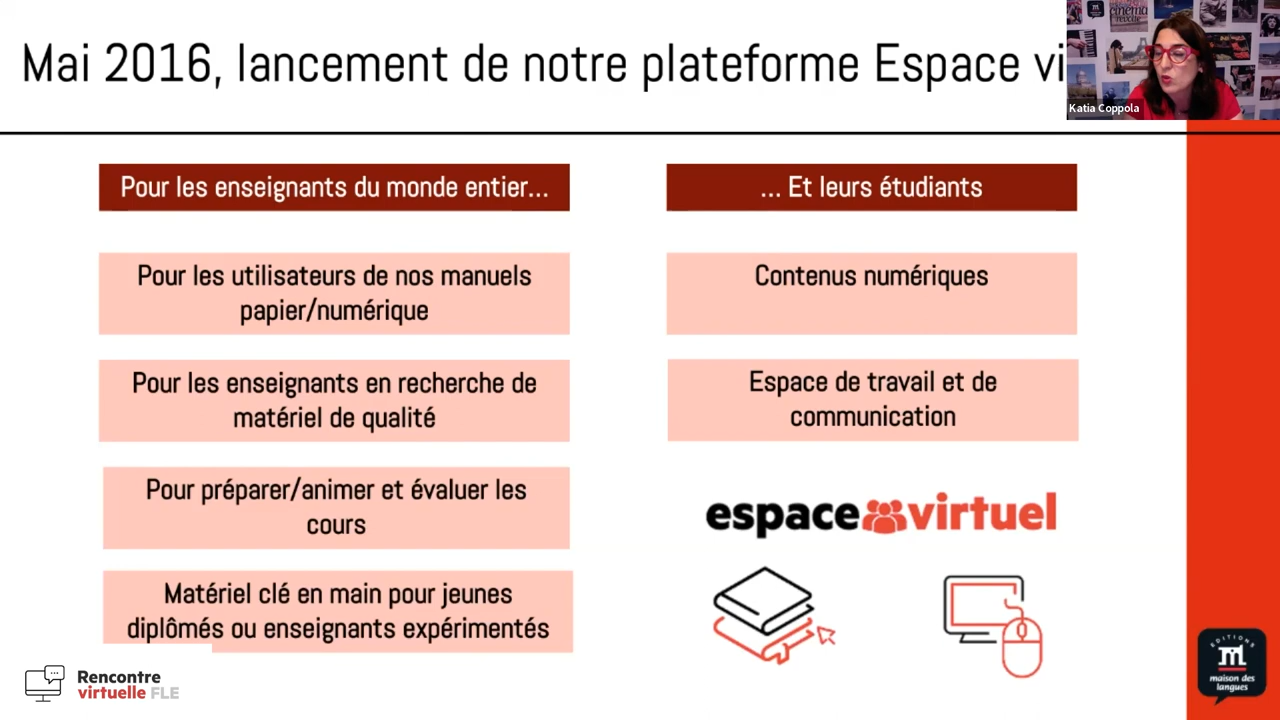 Mai 2016, lancement de notre plateforme Espace vi
cinéma
révolte
Katia Coppola
Pour les enseignants du monde entier...
... Et leurs étudiants
Pour les utilisateurs de nos manuels
papier/numérique
Contenus numériques
Pour les enseignants en recherche de
matériel de qualité
Espace de travail et de
communication
Pour préparer/animer et évaluer les
cours
espace virtuel
Matériel clé en main pour jeunes
diplômés ou enseignants expérimentés
Rencontre
virtuelle FLE
EDITIONS
maison des
langues